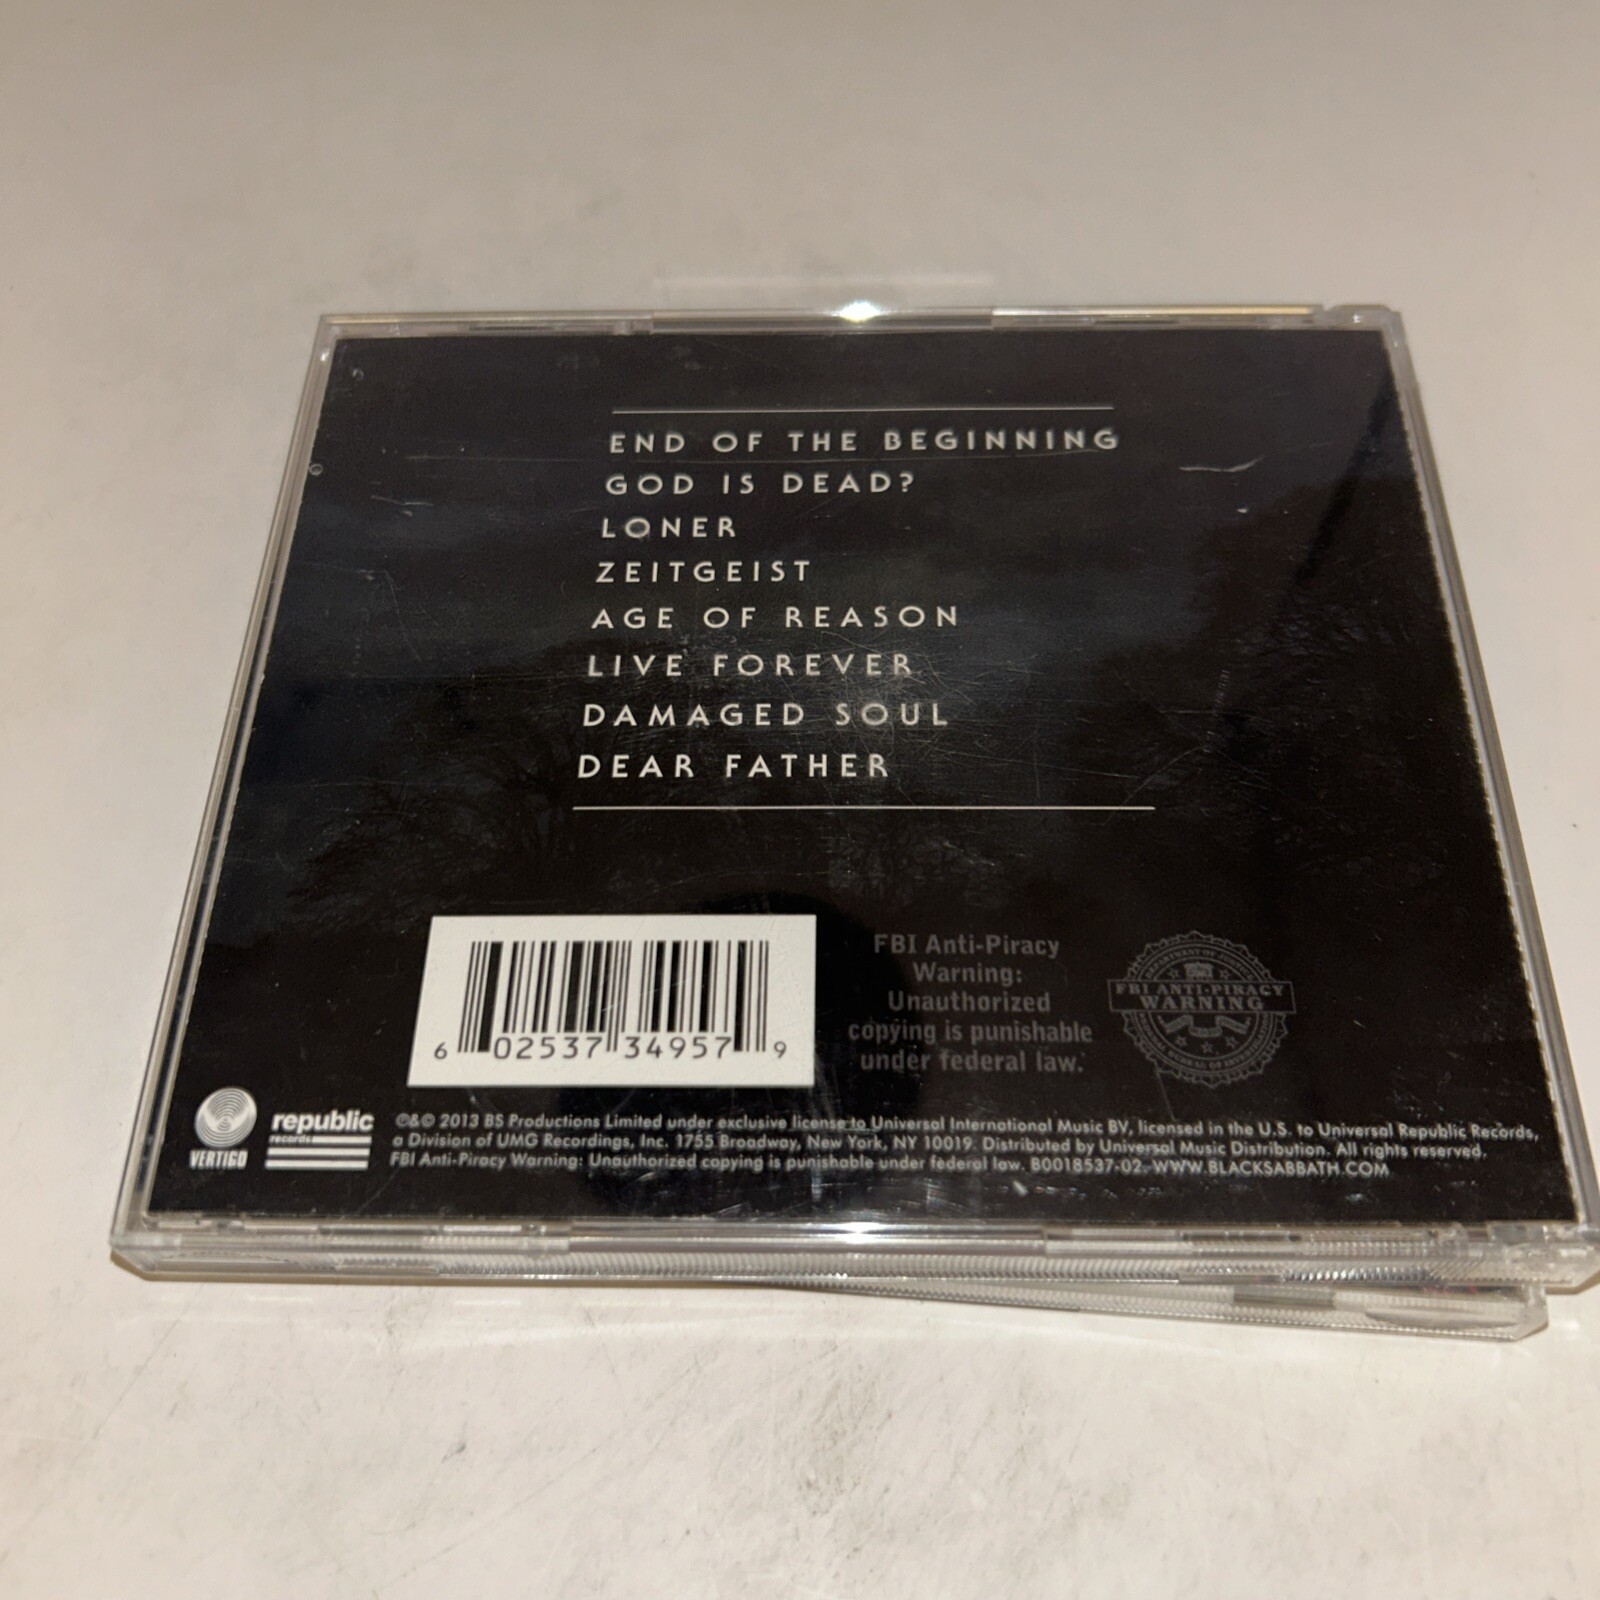 END OF THE BEGINNING
GOD IS DEAD?
LONER
ZEITGEIST
AGE OF REASON
LIVE FOREVER
DAMAGED SOUL
DEAR FATHER
6 02537 34957 9
FBI Anti-Piracy
Warning:
Unauthorized
copying is punishable
under federal law.
FBI ANTI-PIRACY
WARNING
VERTIGO
republic
records
℗&© 2013 BS Productions Limited under exclusive license to Universal International Music BV, licensed in the U.S. to Universal Republic Records,
a Division of UMG Recordings, Inc. 1755 Broadway, New York, NY 10019. Distributed by Universal Music Distribution. All rights reserved.
FBI Anti-Piracy Warning: Unauthorized copying is punishable under federal law. B0018537-02. WWW.BLACKSABBATH.COM